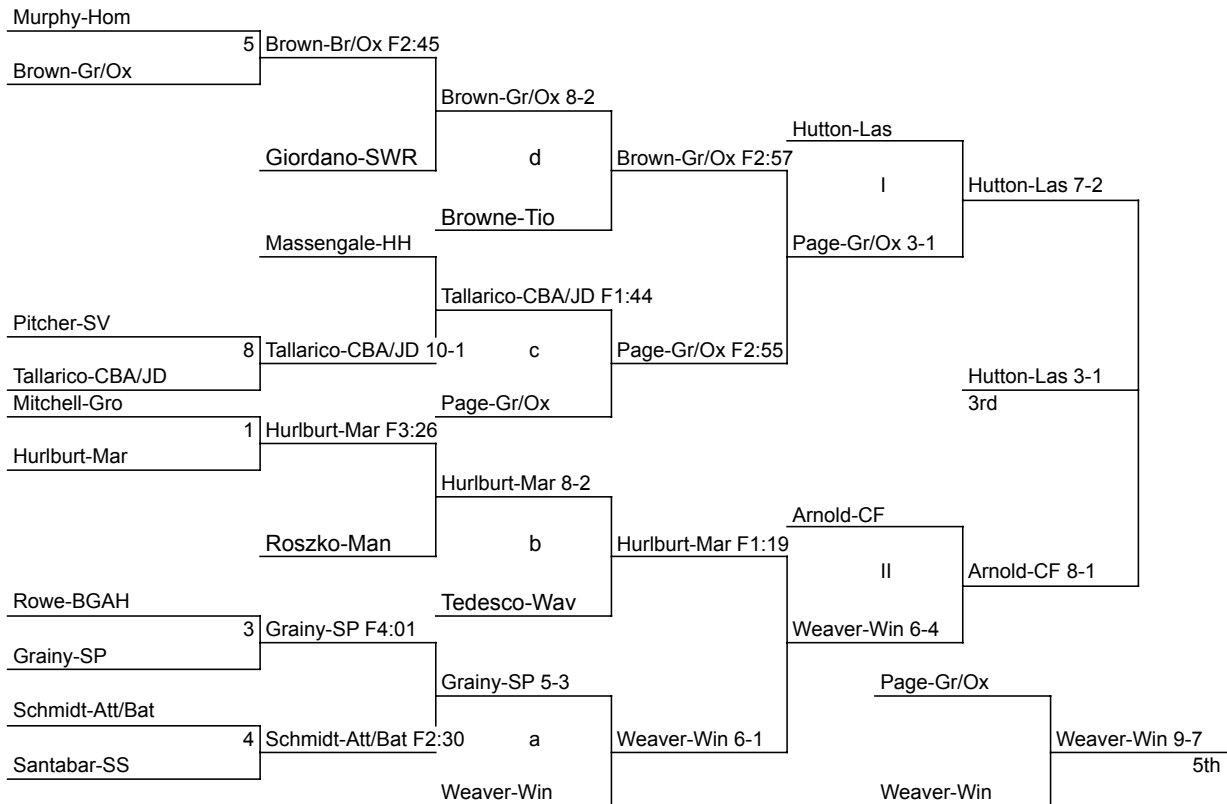 Murphy-Hom
5 Brown-Br/Ox F2:45
Brown-Gr/Ox
Brown-Gr/Ox 8-2
Hutton-Las
Giordano-SWR
d
Brown-Gr/Ox F2:57
I
Hutton-Las 7-2
Browne-Tio
Massengale-HH
Page-Gr/Ox 3-1
Tallarico-CBA/JD F1:44
Pitcher-SV
8 Tallarico-CBA/JD 10-1
c
Page-Gr/Ox F2:55
Tallarico-CBA/JD
Hutton-Las 3-1
3rd
Mitchell-Gro
Page-Gr/Ox
1 Hurlburt-Mar F3:26
Hurlburt-Mar
Hurlburt-Mar 8-2
Arnold-CF
Roszko-Man
b
Hurlburt-Mar F1:19
II
Arnold-CF 8-1
Rowe-BGAH
Tedesco-Wav
3 Grainy-SP F4:01
Weaver-Win 6-4
Grainy-SP
Grainy-SP 5-3
Page-Gr/Ox
Schmidt-Att/Bat
4 Schmidt-Att/Bat F2:30
a
Weaver-Win 6-1
Weaver-Win 9-7
5th
Santabar-SS
Weaver-Win
Weaver-Win